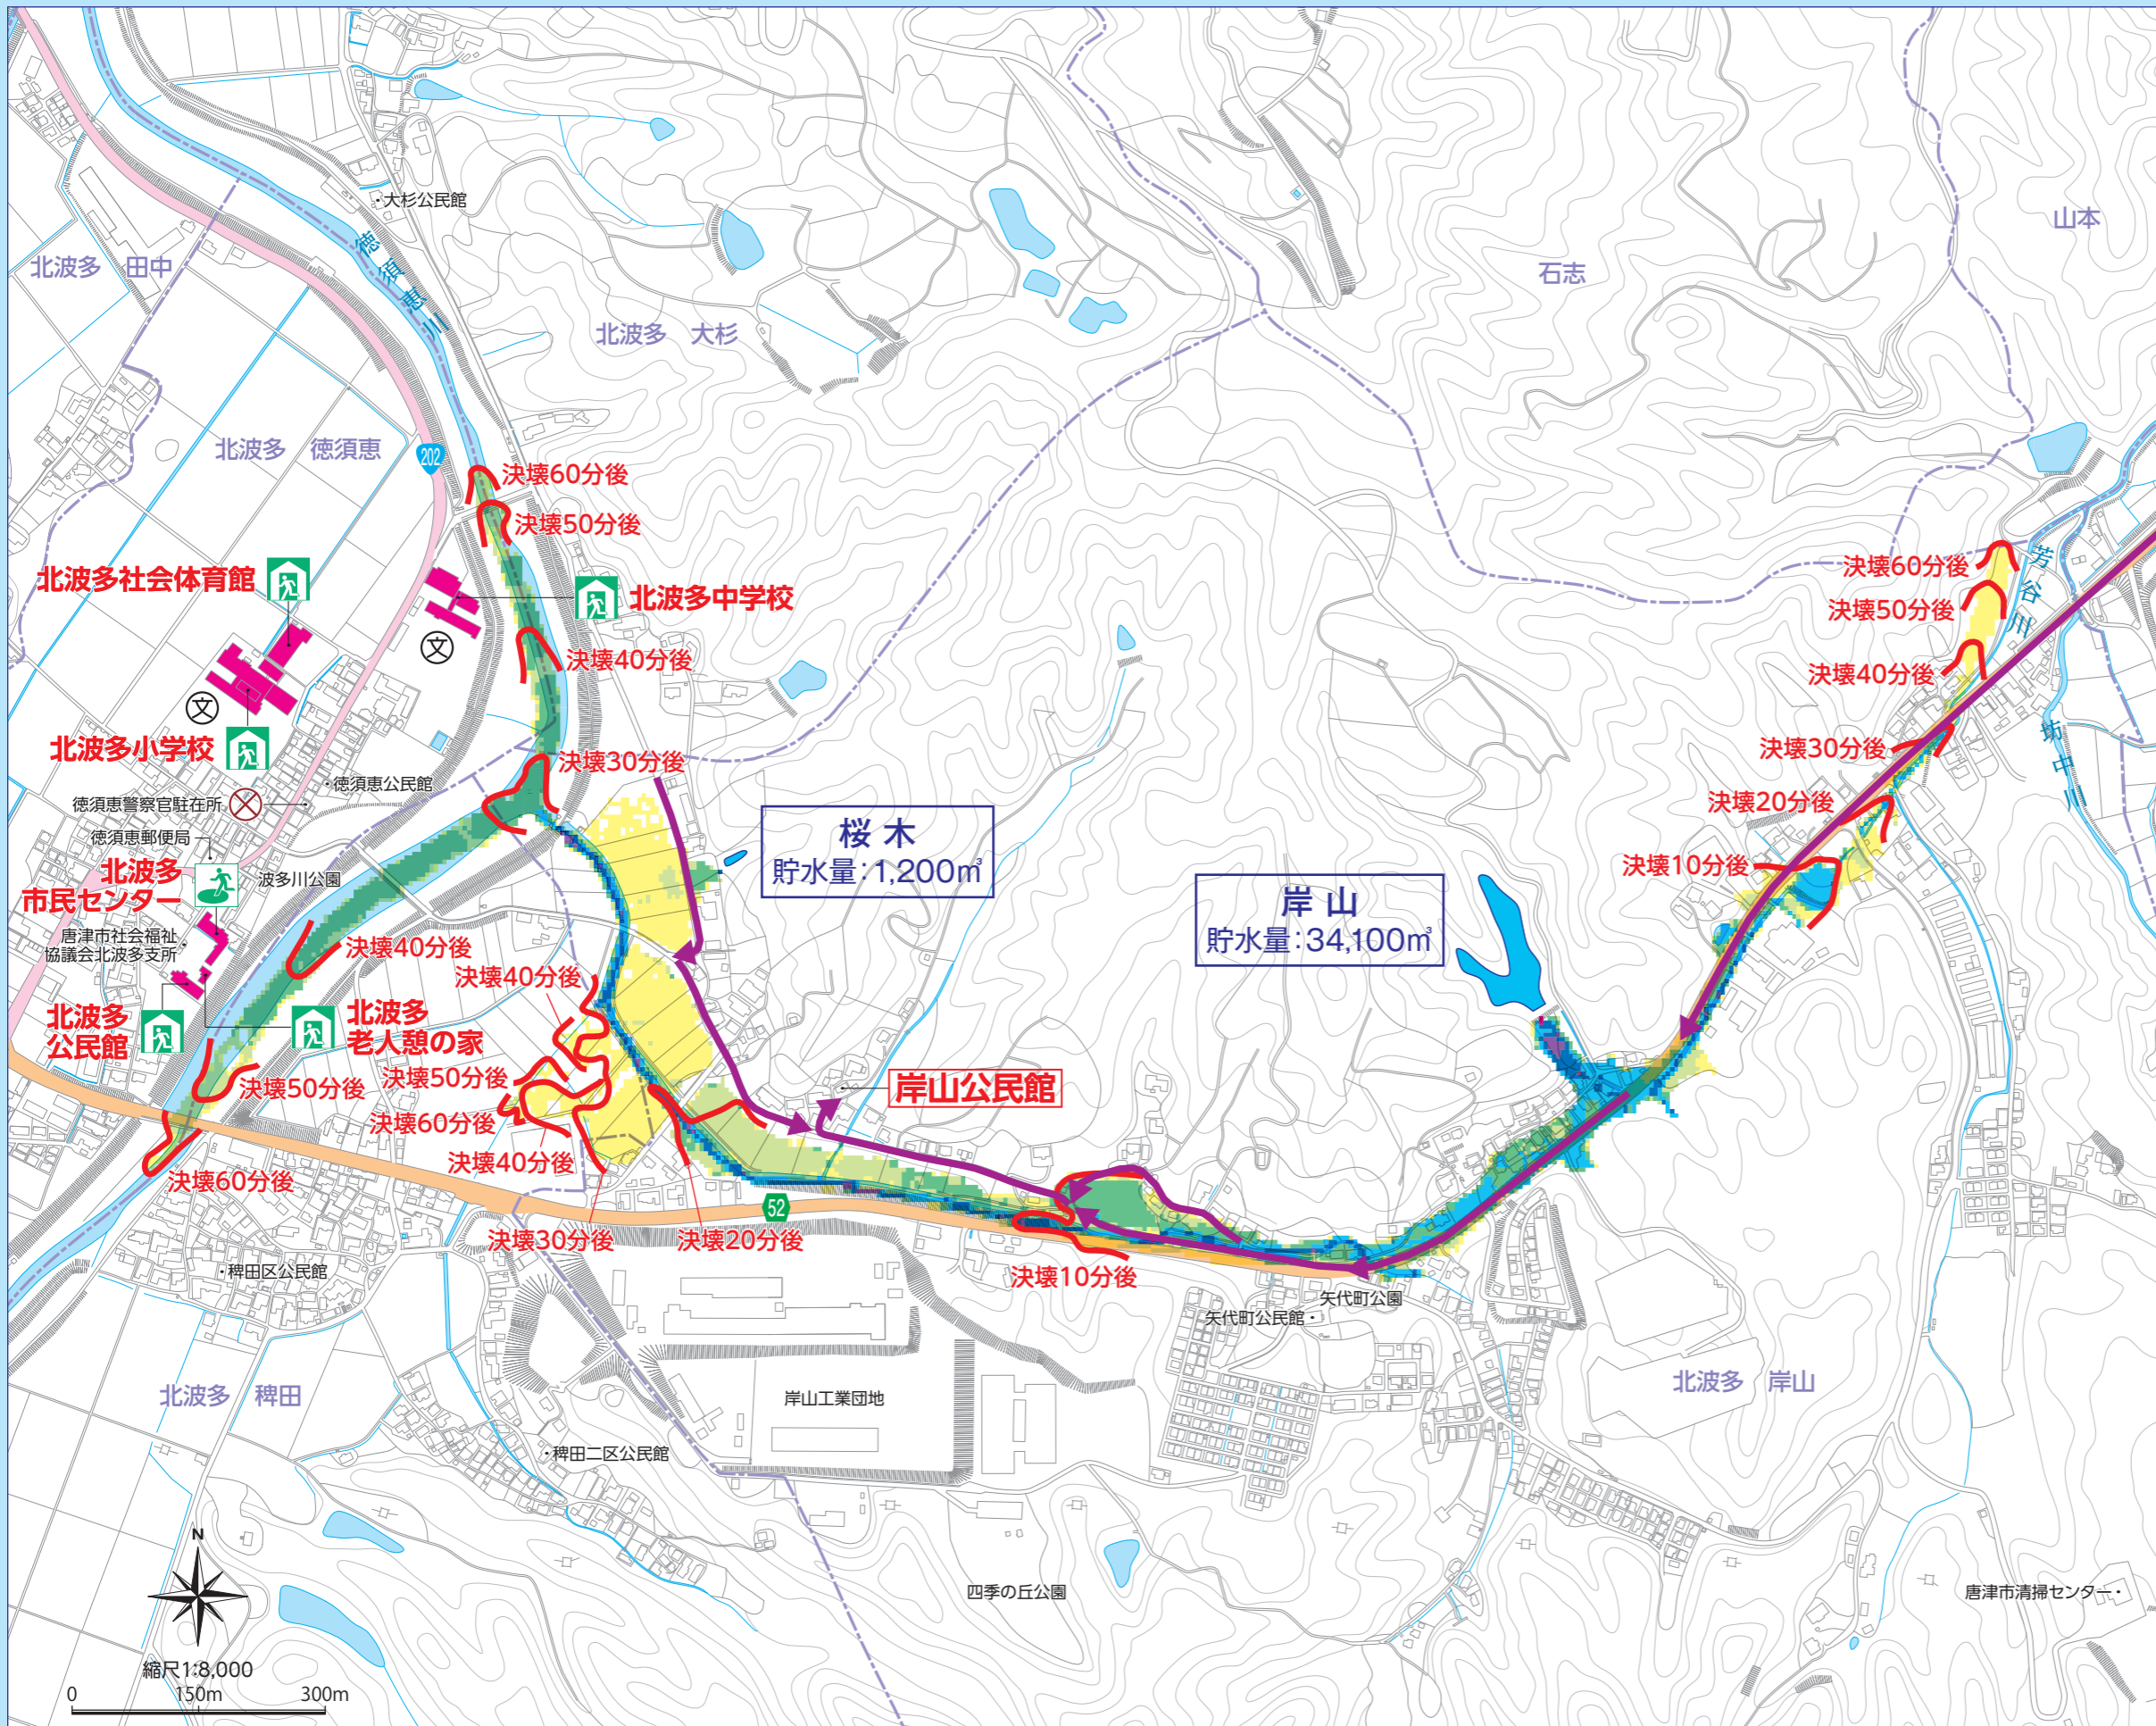 大杉公民館
徳須恵川
山本
北波多 田中
石志
北波多 大杉
北波多 徳須恵
202
決壊60分後
決壊50分後
北波多社会体育館
北波多中学校
文
決壊40分後
文
北波多小学校
決壊30分後
徳須恵公民館
徳須恵警察官駐在所
徳須恵郵便局
北波多
市民センター
波多川公園
唐津市社会福祉
協議会北波多支所
決壊40分後
北波多
公民館
北波多
老人憩の家
決壊50分後
決壊60分後
桜木
貯水量:1,200㎥
岸山
貯水量:34,100㎥
決壊60分後
決壊50分後
決壊40分後
決壊30分後
決壊20分後
決壊10分後
芳谷川
坊中川
決壊40分後
決壊50分後
決壊60分後
決壊40分後
決壊30分後
決壊20分後
岸山公民館
52
決壊10分後
稗田区公民館
矢代町公園
矢代町公民館
北波多 稗田
岸山工業団地
北波多 岸山
稗田二区公民館
四季の丘公園
唐津市清掃センター
N
縮尺1:8,000
0 150m 300m